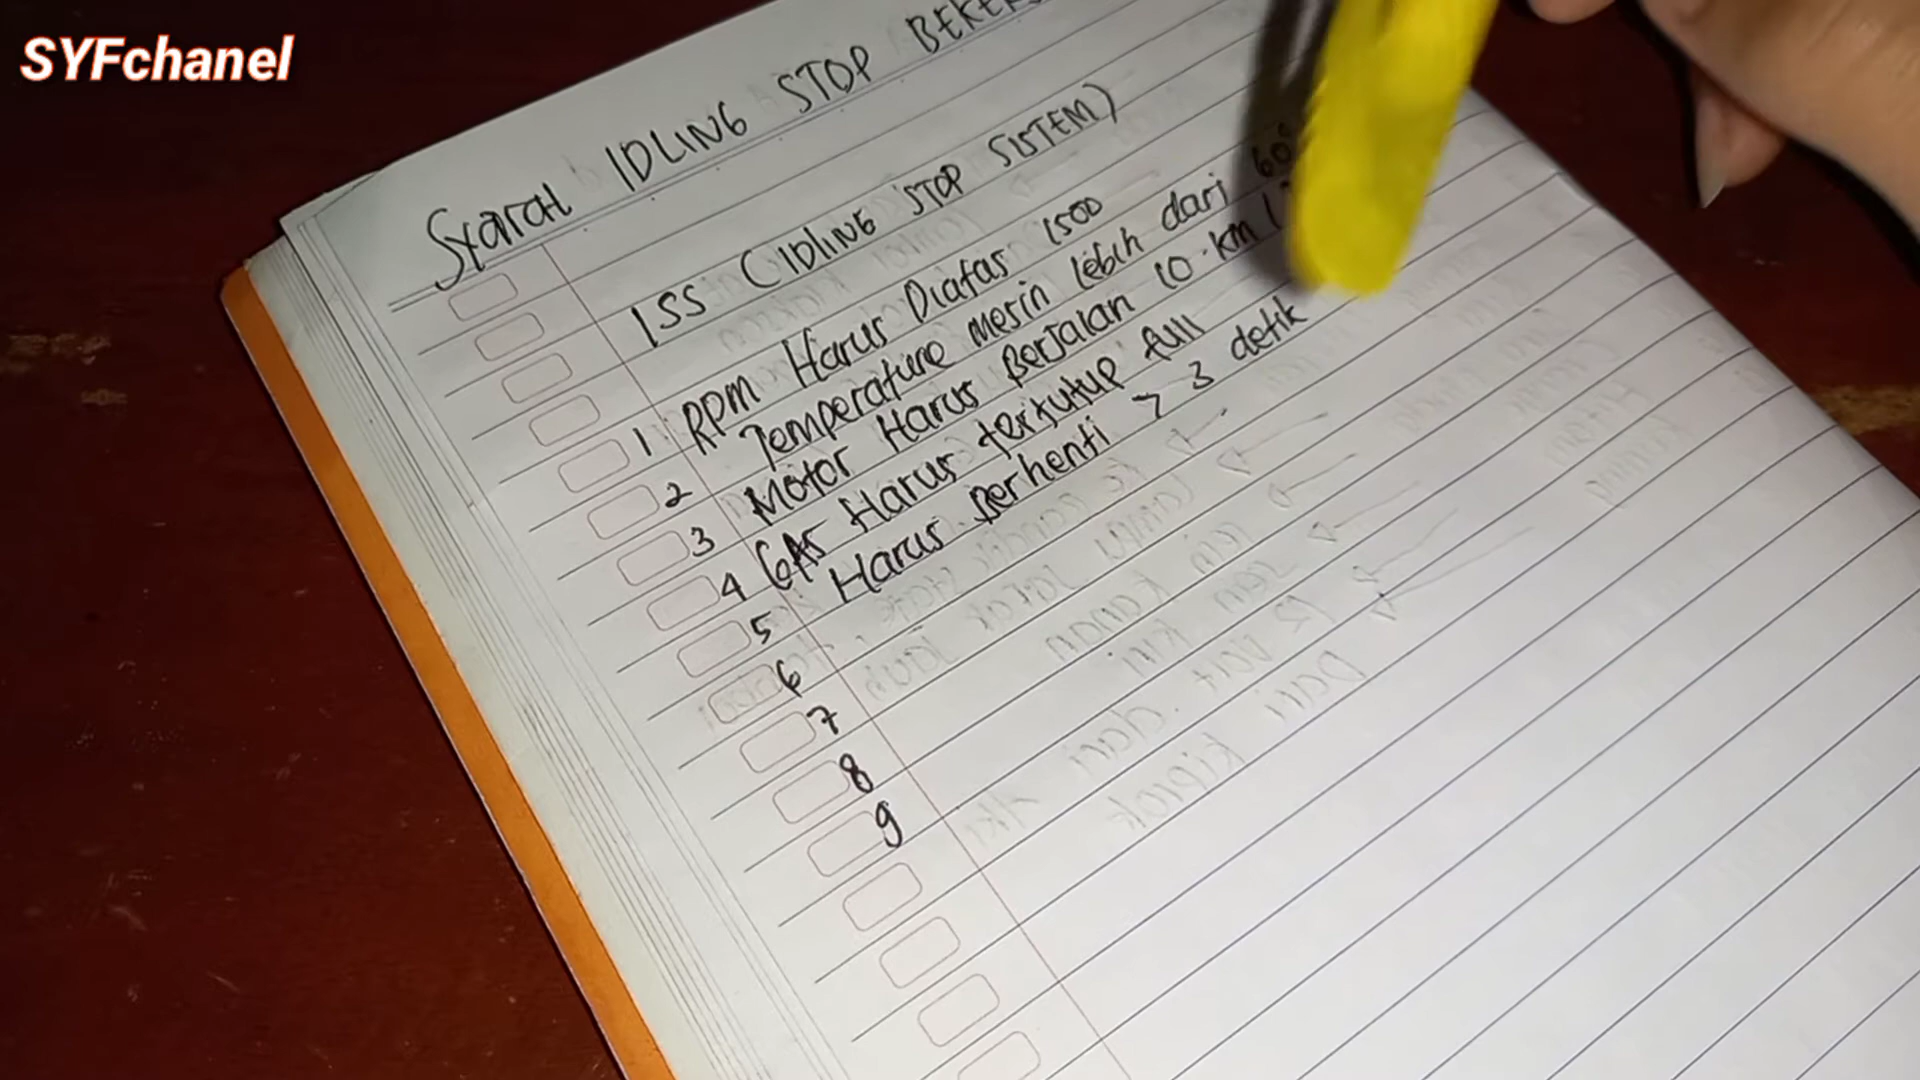 SYFchanel
Syarat IDLING STOP
ISS (IDliNG STOP SISTEM)
1 RPM Harus Diatas 1500
2 Temperature mesin lebih dari 60
3 Motor Harus Berjalan 10 km
4 GAS Harus tertutup full
5 Harus Berhenti > 3 detik
6
7
8
9